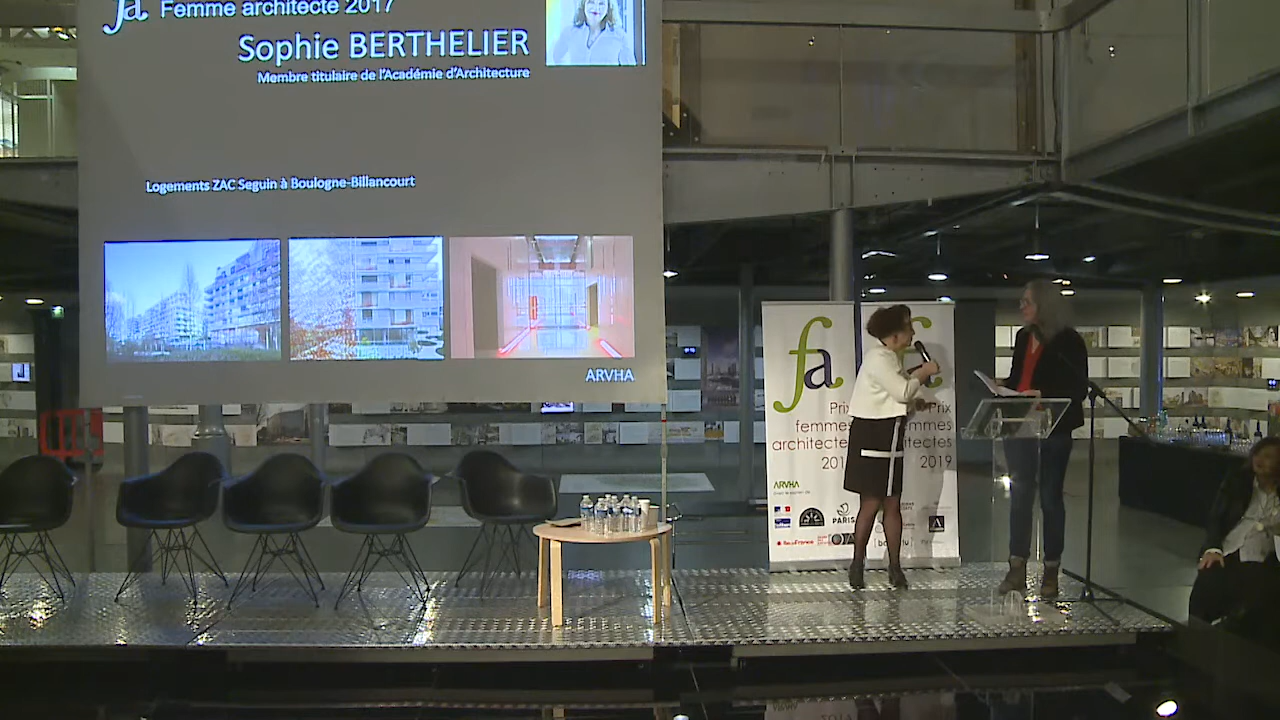 fa Femme architecte 2017
Sophie BERTHELIER
Membre titulaire de l'Académie d'Architecture
Logements ZAC Seguin à Boulogne-Billancourt
ARVHA
fa
Prix
femmes
architectes
ARVHA
PARIS
îledeFrance
Prix
femmes
architectes
2019